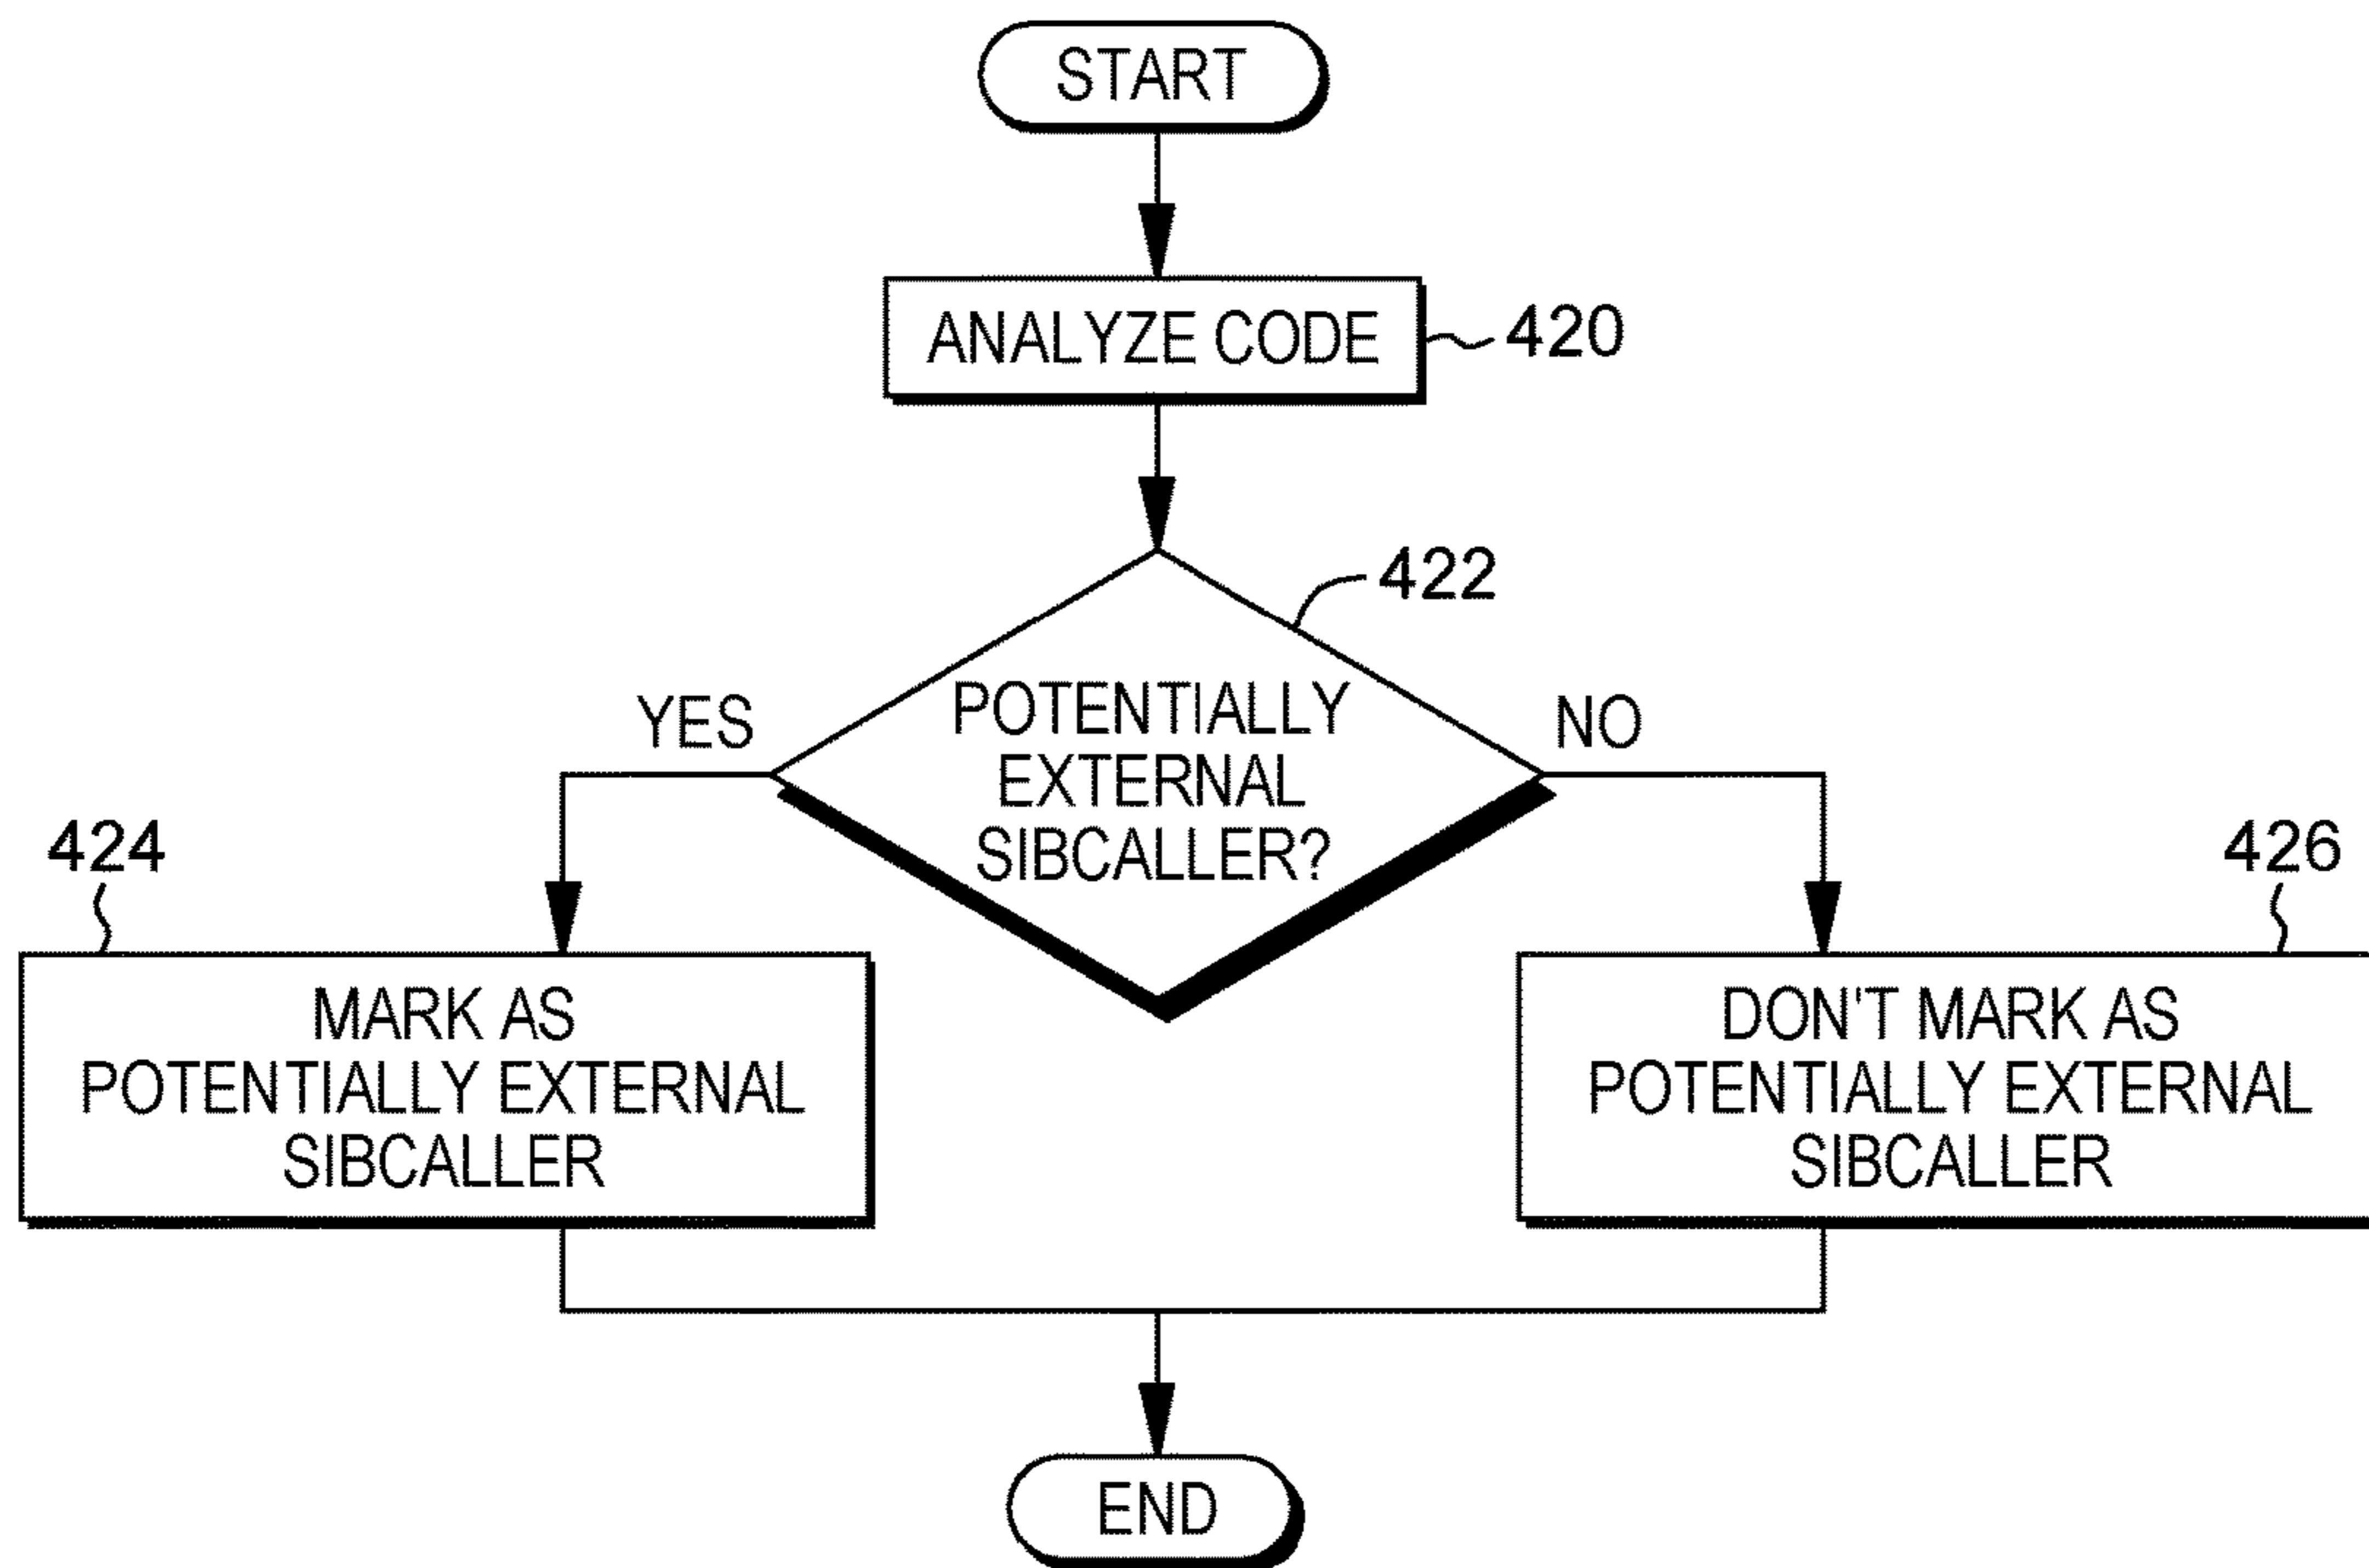 START
ANALYZE CODE
420
422
POTENTIALLY
EXTERNAL
SIBCALLER?
YES
NO
424
MARK AS
POTENTIALLY EXTERNAL
SIBCALLER
426
DON'T MARK AS
POTENTIALLY EXTERNAL
SIBCALLER
END